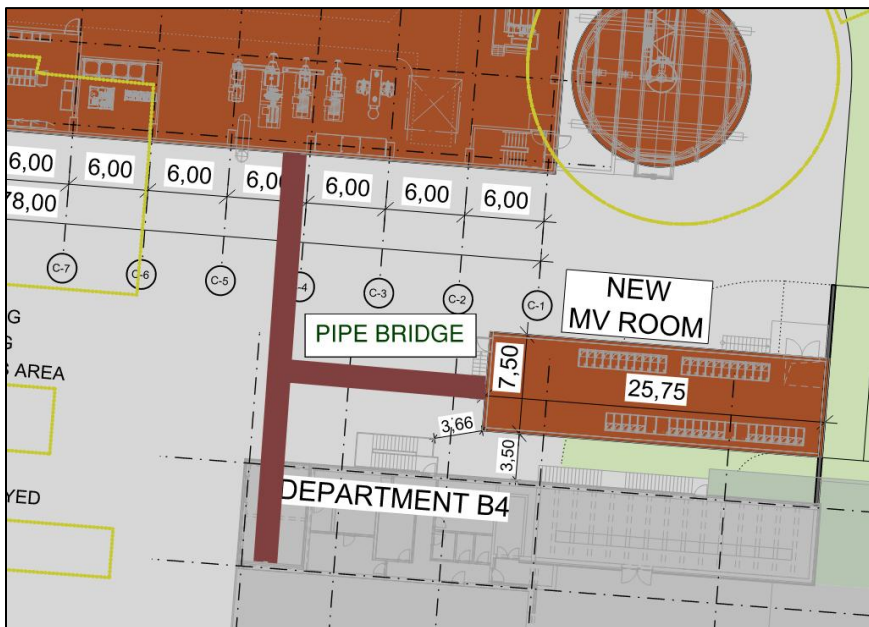 6,00
6,00
6,00
6,00
6,00
6,00
6,00
78,00
C-7
C-6
C-5
-4
C-3
C-2
C-1
NEW
MV ROOM
G
G
PIPE BRIDGE
AREA
7,50
25,75
3,66
3,50
DEPARTMENT B4
YED